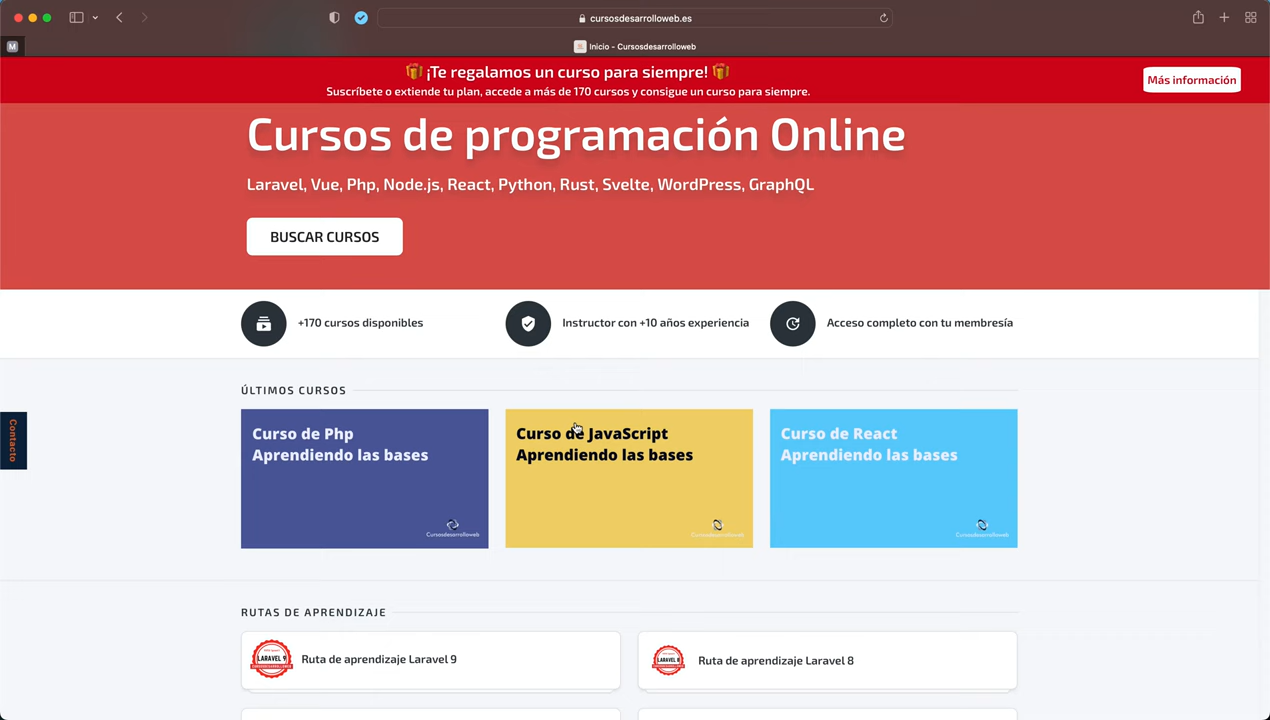 cursosdesarrolloweb.es
M
Inicio – Cursosdesarrolloweb
¡Te regalamos un curso para siempre!
Suscríbete o extiende tu plan, accede a más de 170 cursos y consigue un curso para siempre.
Más información
Cursos de programación Online
Laravel, Vue, Php, Node.js, React, Python, Rust, Svelte, WordPress, GraphQL
BUSCAR CURSOS
+170 cursos disponibles
Instructor con +10 años experiencia
Acceso completo con tu membresía
ÚLTIMOS CURSOS
Contacto
Curso de Php
Aprendiendo las bases
Cursosdesarrolloweb
Curso de JavaScript
Aprendiendo las bases
Cursosdesarrolloweb
Curso de React
Aprendiendo las bases
Cursosdesarrolloweb
RUTAS DE APRENDIZAJE
LARAVEL 9
Ruta de aprendizaje Laravel 9
LARAVEL 8
Ruta de aprendizaje Laravel 8